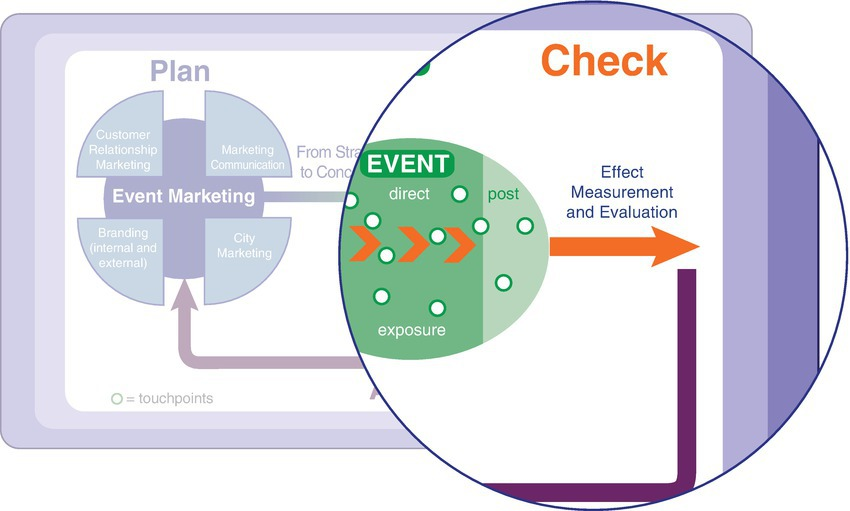 Plan
Check
Customer
Relationship
Marketing
Marketing
Communication
Event Marketing
Branding
(internal and
external)
City
Marketing
From Stra
to Conc
EVENT
direct
post
exposure
Effect
Measurement
and Evaluation
= touchpoints